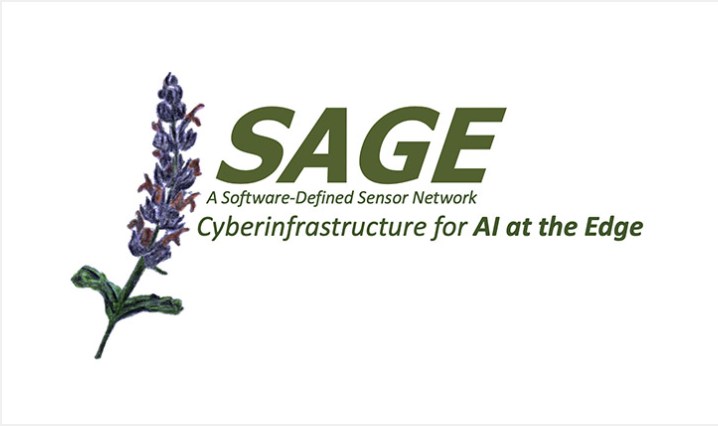 SAGE
A Software-Defined Sensor Network
Cyberinfrastructure for AI at the Edge